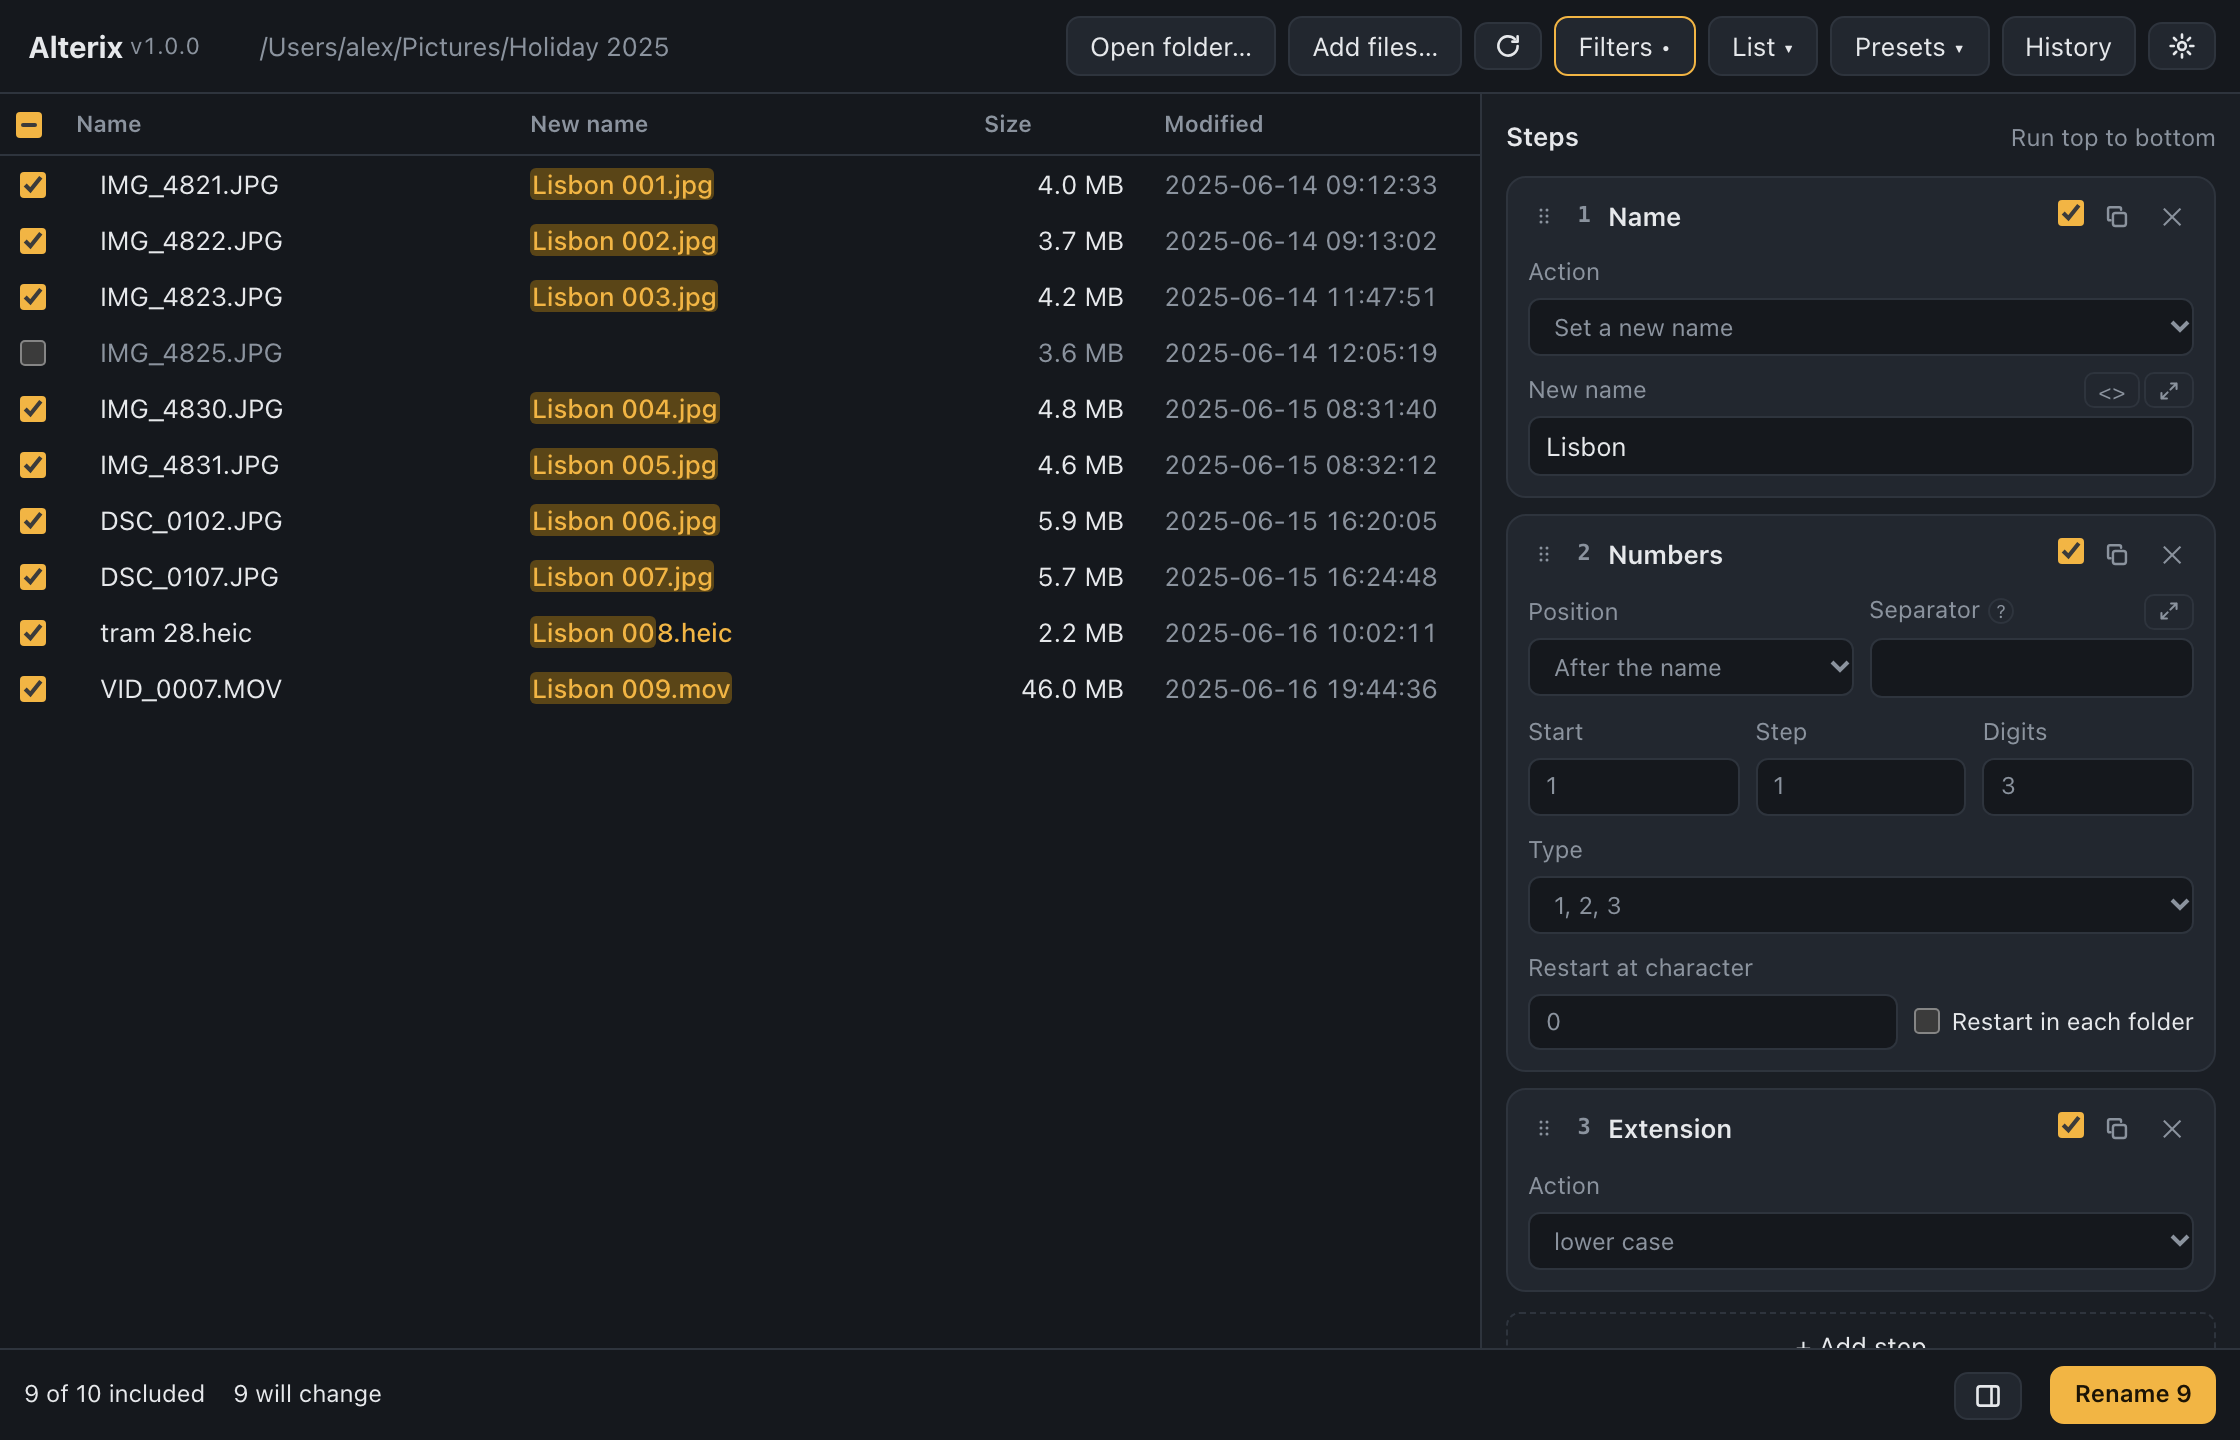 Alterix v1.0.0 /Users/alex/Pictures/Holiday 2025 Open folder... Add files... Filters • List ▾ Presets ▾ History
Name New name Size Modified
IMG_4821.JPG Lisbon 001.jpg 4.0 MB 2025-06-14 09:12:33
IMG_4822.JPG Lisbon 002.jpg 3.7 MB 2025-06-14 09:13:02
IMG_4823.JPG Lisbon 003.jpg 4.2 MB 2025-06-14 11:47:51
IMG_4825.JPG 3.6 MB 2025-06-14 12:05:19
IMG_4830.JPG Lisbon 004.jpg 4.8 MB 2025-06-15 08:31:40
IMG_4831.JPG Lisbon 005.jpg 4.6 MB 2025-06-15 08:32:12
DSC_0102.JPG Lisbon 006.jpg 5.9 MB 2025-06-15 16:20:05
DSC_0107.JPG Lisbon 007.jpg 5.7 MB 2025-06-15 16:24:48
tram 28.heic Lisbon 008.heic 2.2 MB 2025-06-16 10:02:11
VID_0007.MOV Lisbon 009.mov 46.0 MB 2025-06-16 19:44:36
Steps Run top to bottom
1 Name
Action
Set a new name
New name <>
Lisbon
2 Numbers
Position Separator ?
After the name
Start Step Digits
1 1 3
Type
1, 2, 3
Restart at character
0 Restart in each folder
3 Extension
Action
lower case
+ Add step
9 of 10 included 9 will change Rename 9